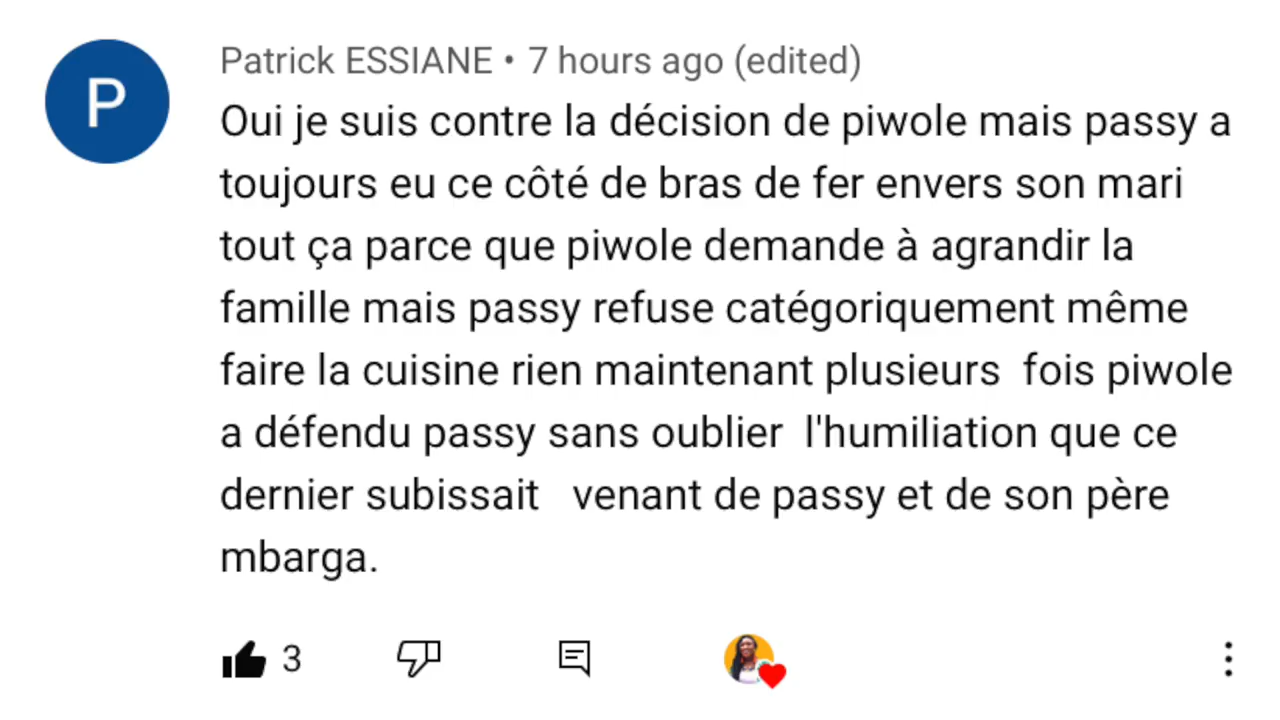 P
Patrick ESSIANE • 7 hours ago (edited)
Oui je suis contre la décision de piwole mais passy a
toujours eu ce côté de bras de fer envers son mari
tout ça parce que piwole demande à agrandir la
famille mais passy refuse catégoriquement même
faire la cuisine rien maintenant plusieurs  fois piwole
a défendu passy sans oublier  l'humiliation que ce
dernier subissait   venant de passy et de son père
mbarga.
3